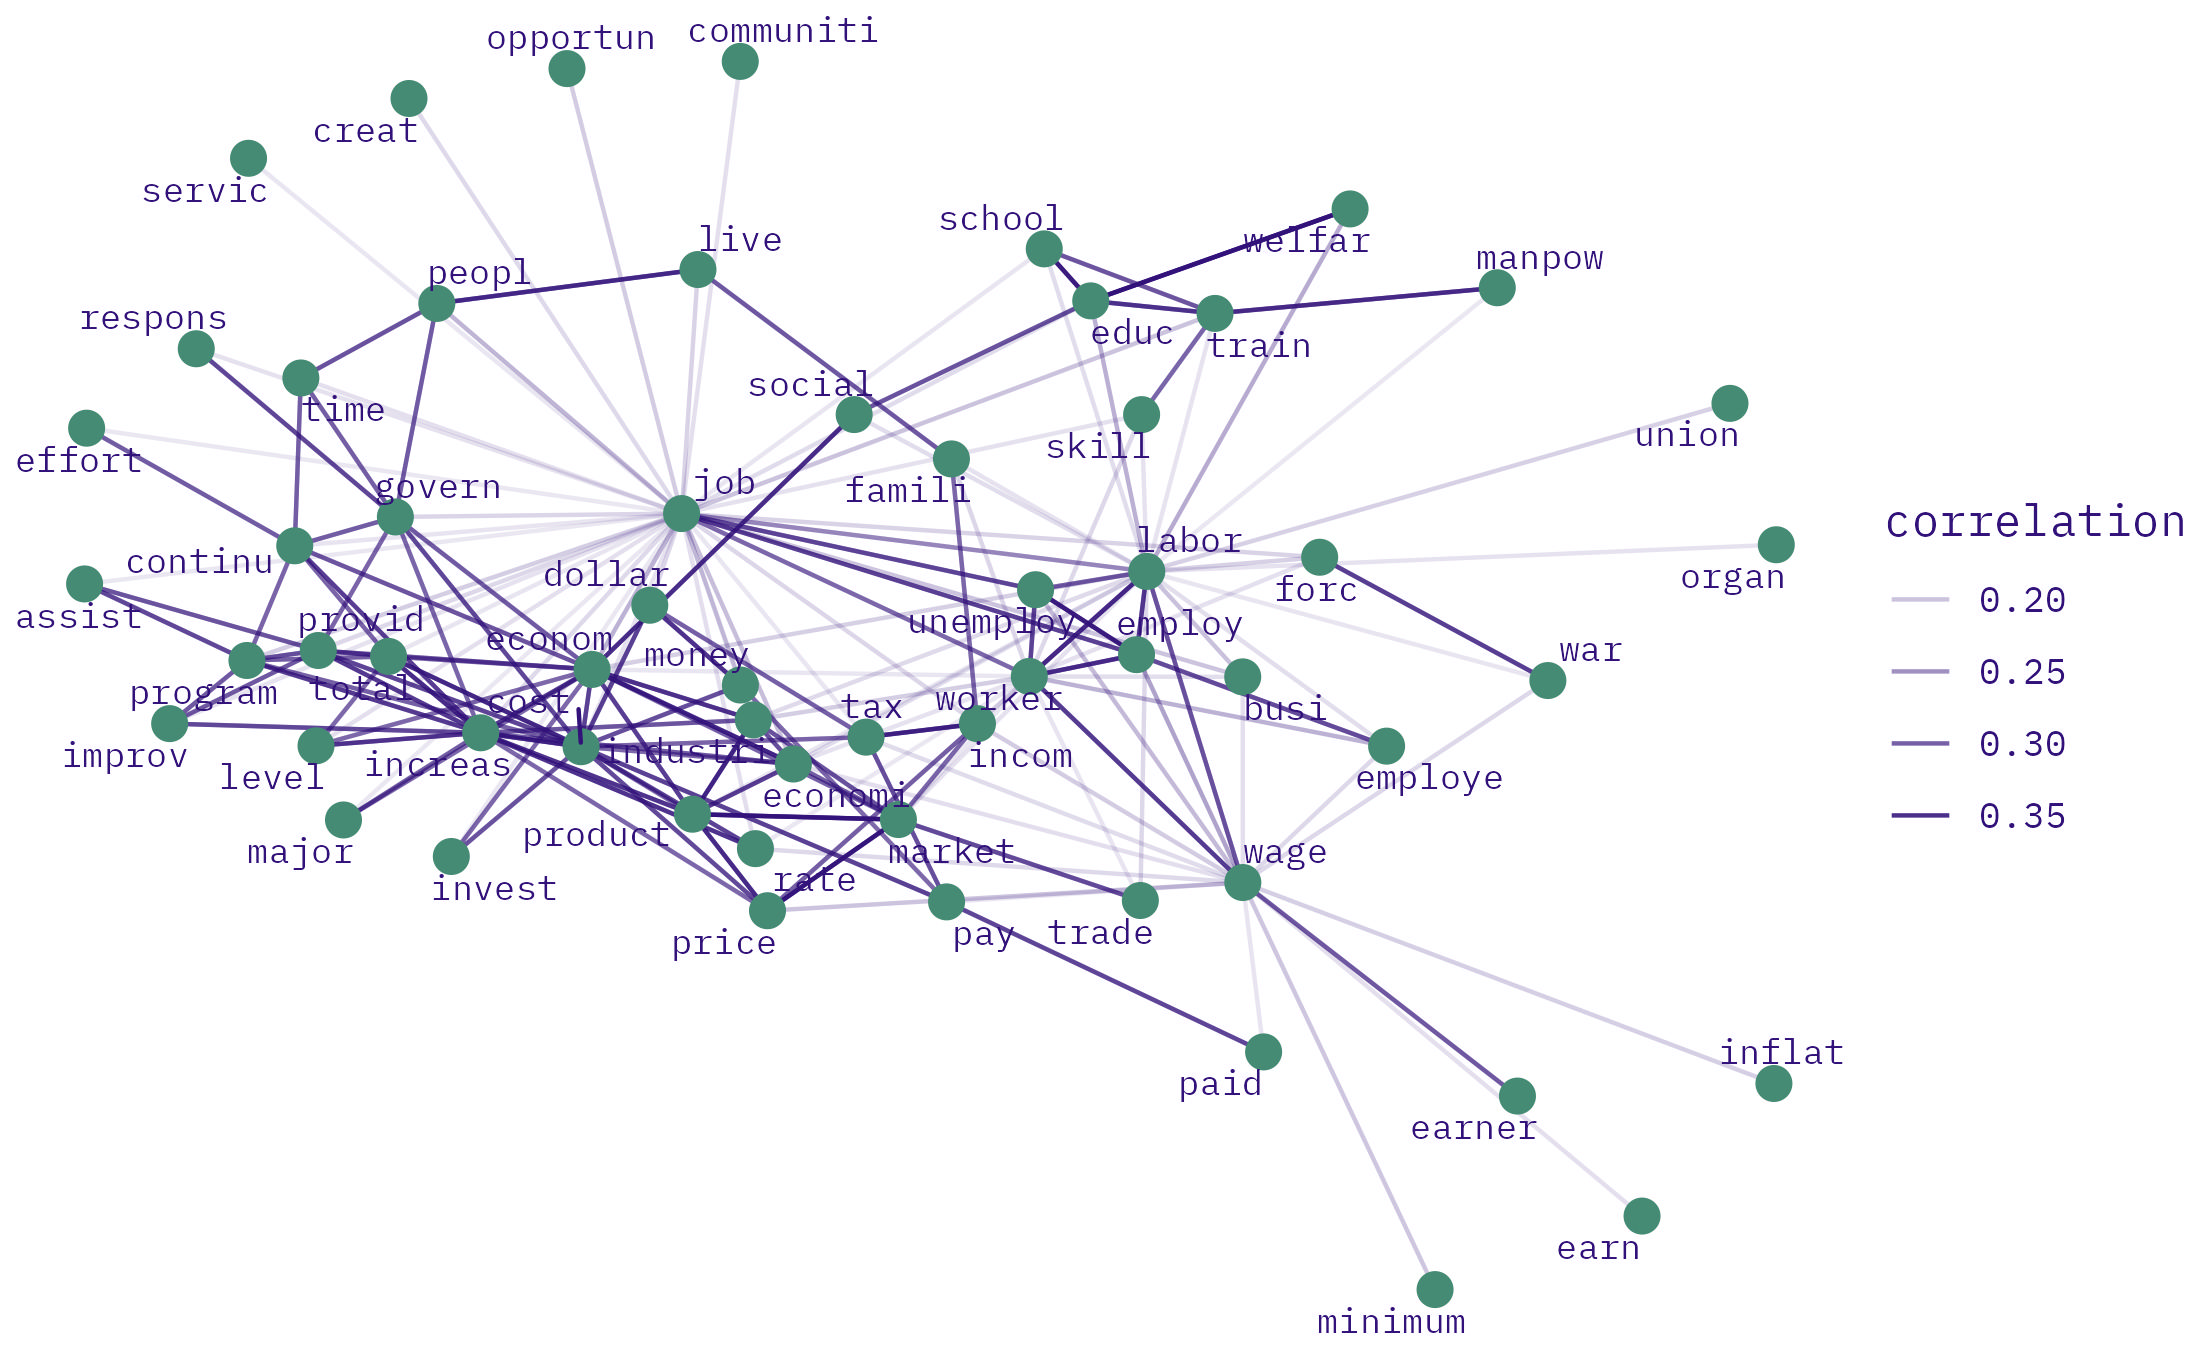 communiti
opportun
creat
servic
live
school
welfar
manpow
peopl
respons
educ
train
time
social
skill
union
effort
govern
job
famili
correlation
labor
continu
dollar
forc
organ
0.20
assist
provid
unemploy
employ
econom
money
war
0.25
program
total
cost
tax
worker
busi
0.30
improv
level
increas
industri
incom
employe
economi
0.35
major
product
market
wage
invest
rate
price
pay
trade
inflat
paid
earner
earn
minimum